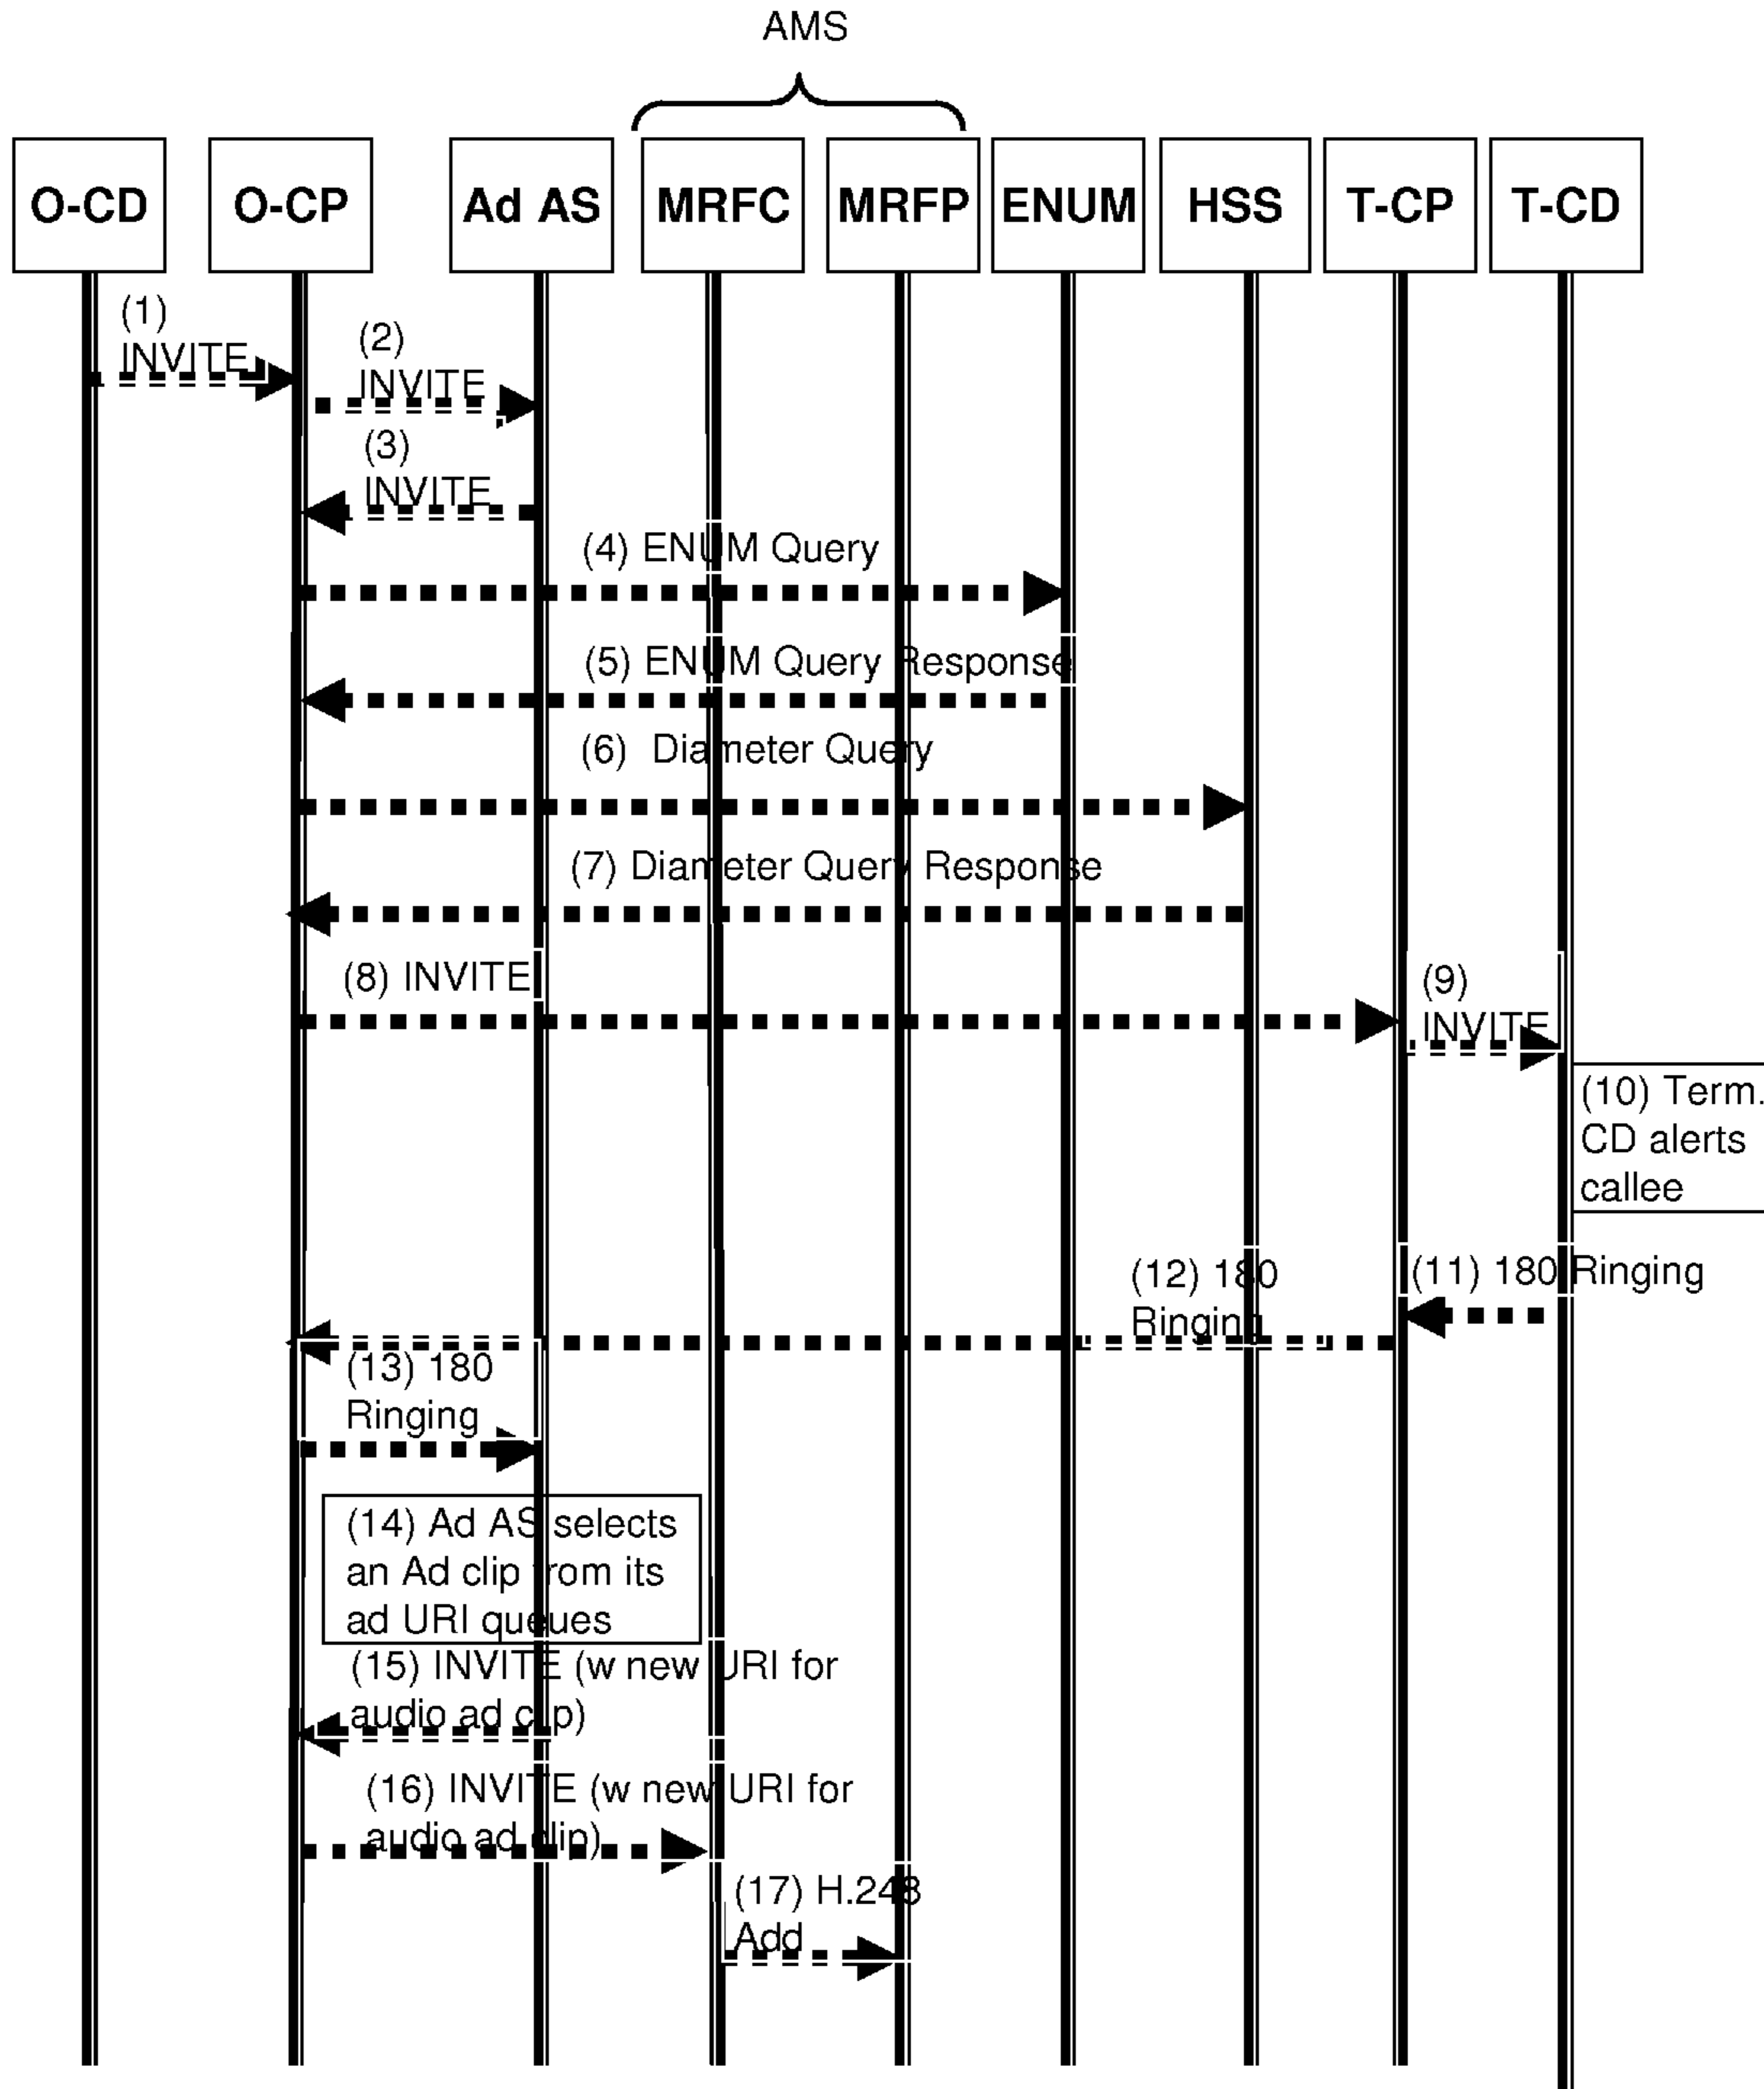 AMS
O-CD
O-CP
Ad AS
MRFC
MRFP
ENUM
HSS
T-CP
T-CD
(1)
INVITE
(2)
INVITE
(3)
INVITE
(4) ENUM Query
(5) ENUM Query Response
(6) Diameter Query
(7) Diameter Query Response
(8) INVITE
(9)
INVITE
(10) Term.
CD alerts
callee
(11) 180 Ringing
(12) 180
Ringing
(13) 180
Ringing
(14) Ad AS selects
an Ad clip from its
ad URI queues
(15) INVITE (w new URI for
audio ad clip)
(16) INVITE (w new URI for
audio ad clip)
(17) H.248
Add